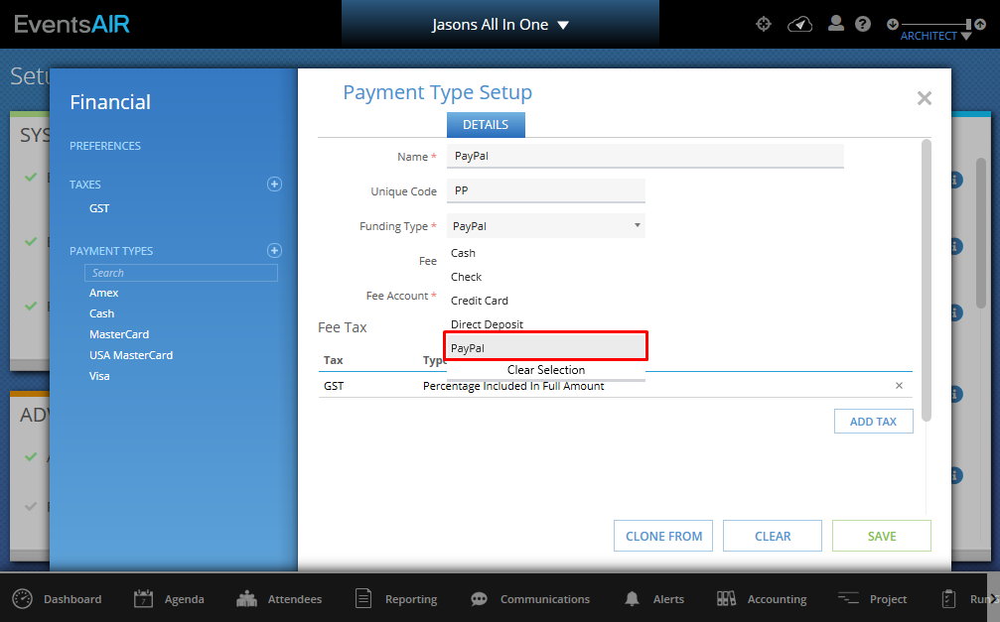 EventsAIR
Jasons All In One
ARCHITECT
Setu
Financial
Payment Type Setup
DETAILS
SYS
PREFERENCES
Name *
PayPal
TAXES
Unique Code
PP
GST
Funding Type *
PayPal
PAYMENT TYPES
Fee
Cash
Search
Check
Amex
Fee Account *
Credit Card
Cash
Fee Tax
Direct Deposit
MasterCard
PayPal
USA MasterCard
Tax
Type
Clear Selection
Visa
GST
Percentage Included In Full Amount
ADV
ADD TAX
CLONE FROM
CLEAR
SAVE
Dashboard
7
Agenda
Attendees
Reporting
Communications
Alerts
Accounting
Project
Run